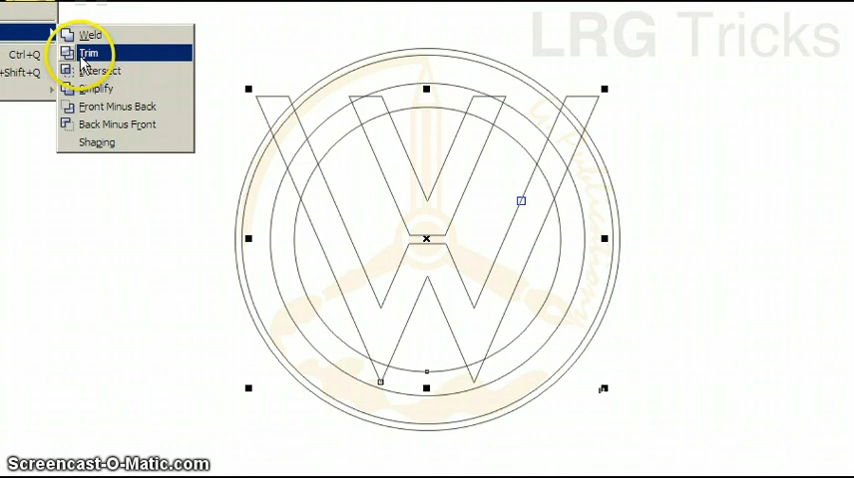 LRG Tricks
Weld
Trim
Ctrl+Q
Intersect
+Shift+Q
Simplify
Front Minus Back
Back Minus Front
Shaping
Screencast-O-Matic.com